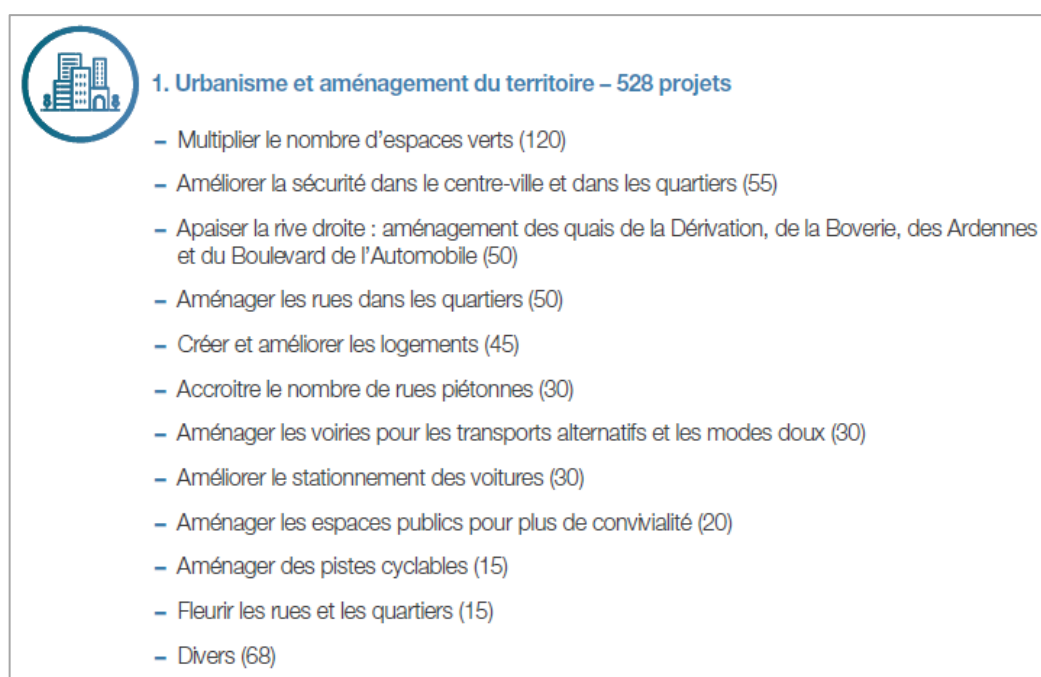 1. Urbanisme et aménagement du territoire – 528 projets
– Multiplier le nombre d’espaces verts (120)
– Améliorer la sécurité dans le centre-ville et dans les quartiers (55)
– Apaiser la rive droite : aménagement des quais de la Dérivation, de la Boverie, des Ardennes
et du Boulevard de l’Automobile (50)
– Aménager les rues dans les quartiers (50)
– Créer et améliorer les logements (45)
– Accroitre le nombre de rues piétonnes (30)
– Aménager les voiries pour les transports alternatifs et les modes doux (30)
– Améliorer le stationnement des voitures (30)
– Aménager les espaces publics pour plus de convivialité (20)
– Aménager des pistes cyclables (15)
– Fleurir les rues et les quartiers (15)
– Divers (68)